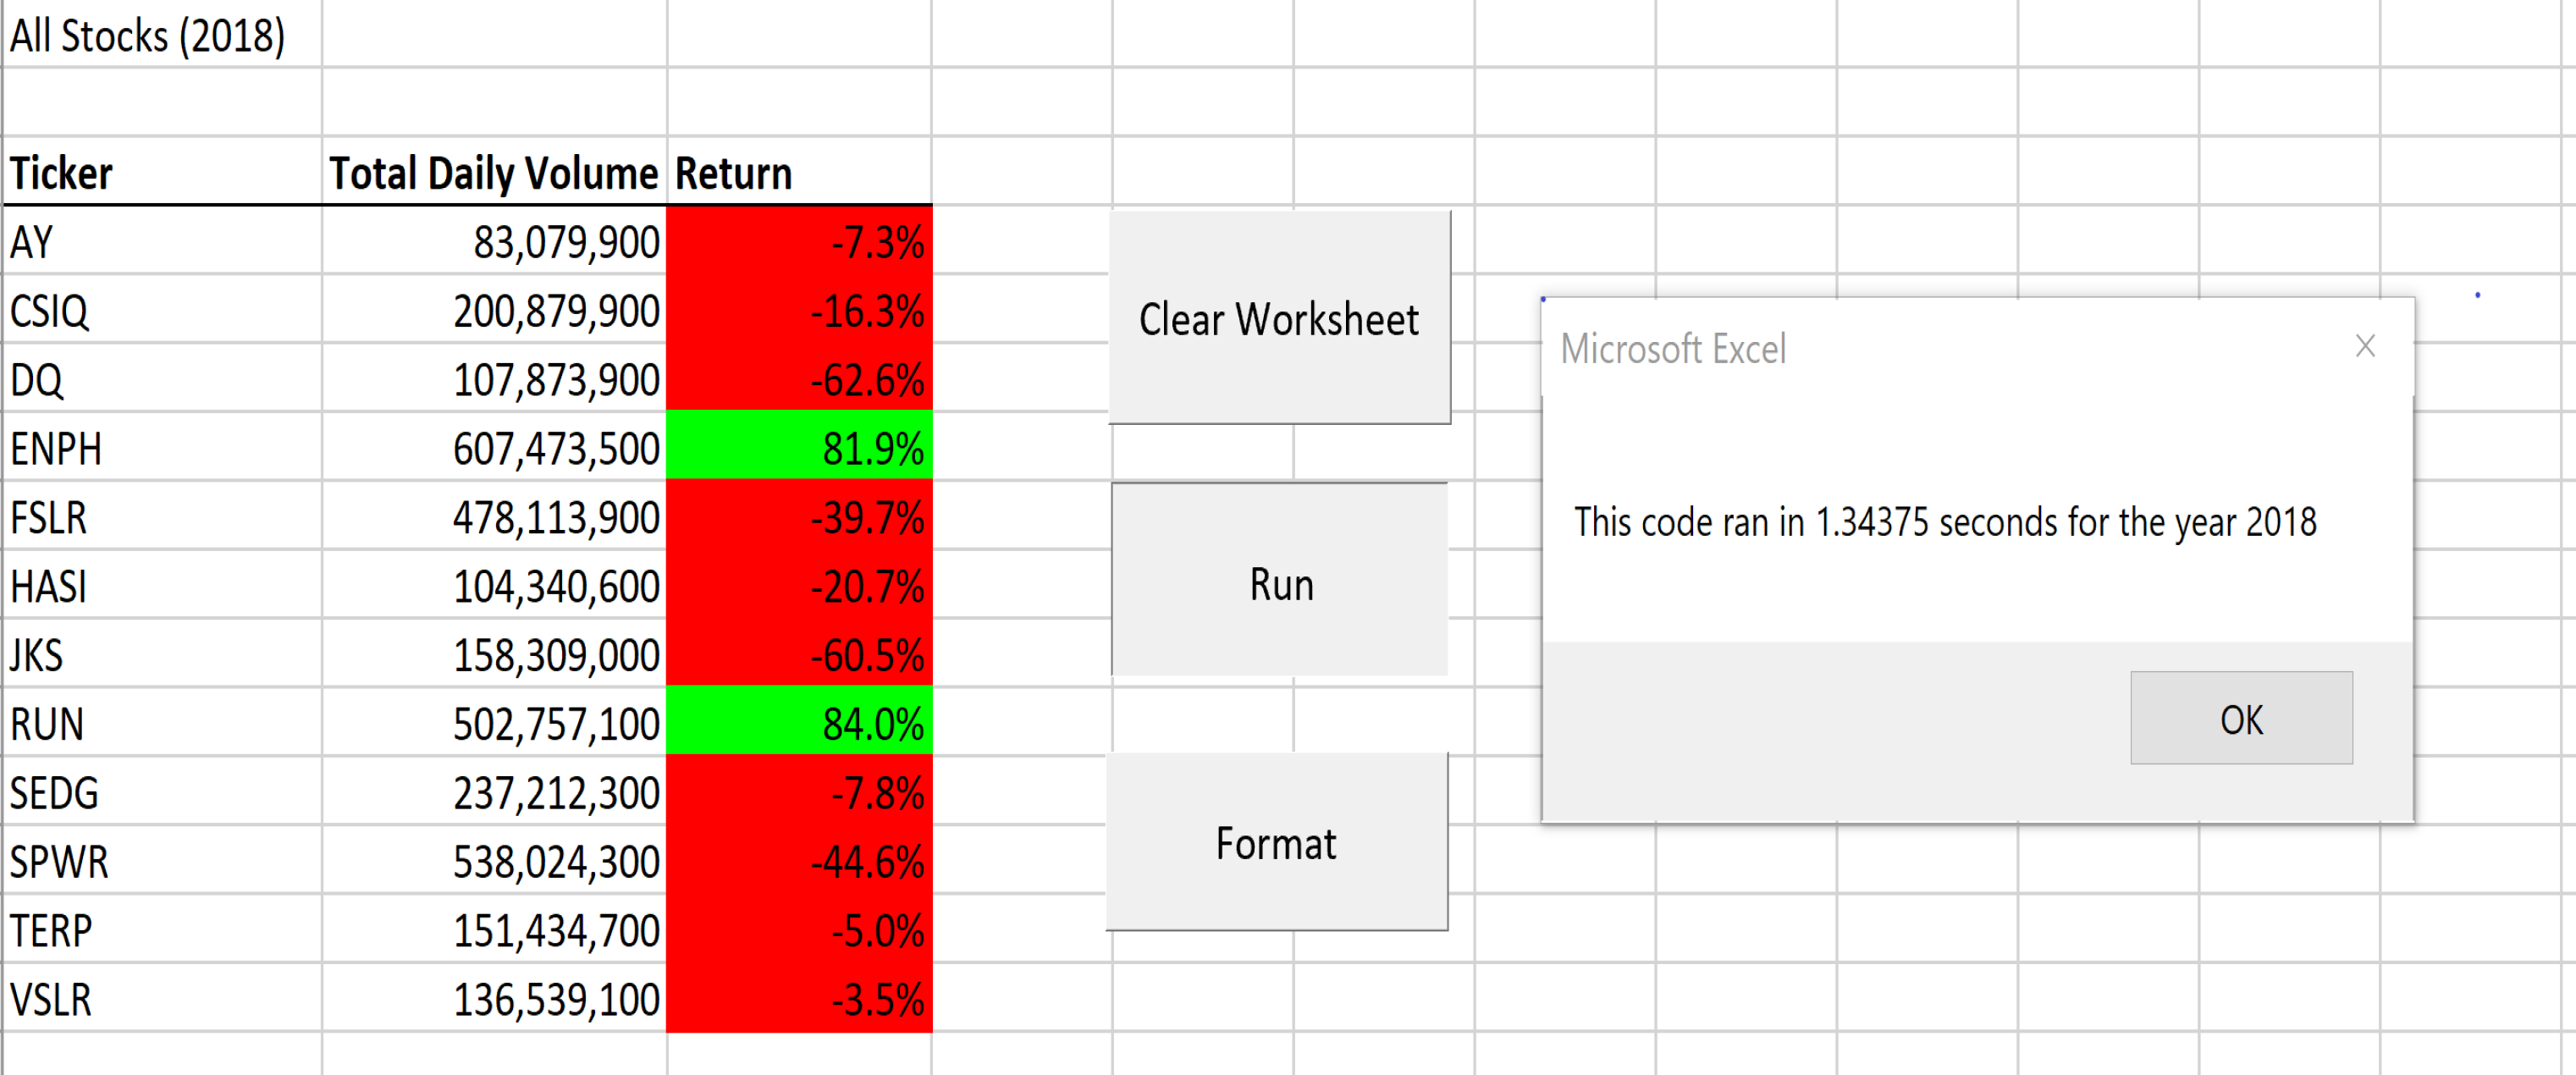 All Stocks (2018)
Ticker Total Daily Volume Return
AY 83,079,900 -7.3%
CSIQ 200,879,900 -16.3%
DQ 107,873,900 -62.6%
ENPH 607,473,500 81.9%
FSLR 478,113,900 -39.7%
HASI 104,340,600 -20.7%
JKS 158,309,000 -60.5%
RUN 502,757,100 84.0%
SEDG 237,212,300 -7.8%
SPWR 538,024,300 -44.6%
TERP 151,434,700 -5.0%
VSLR 136,539,100 -3.5%
Clear Worksheet
Run
Format
Microsoft Excel
This code ran in 1.34375 seconds for the year 2018
OK